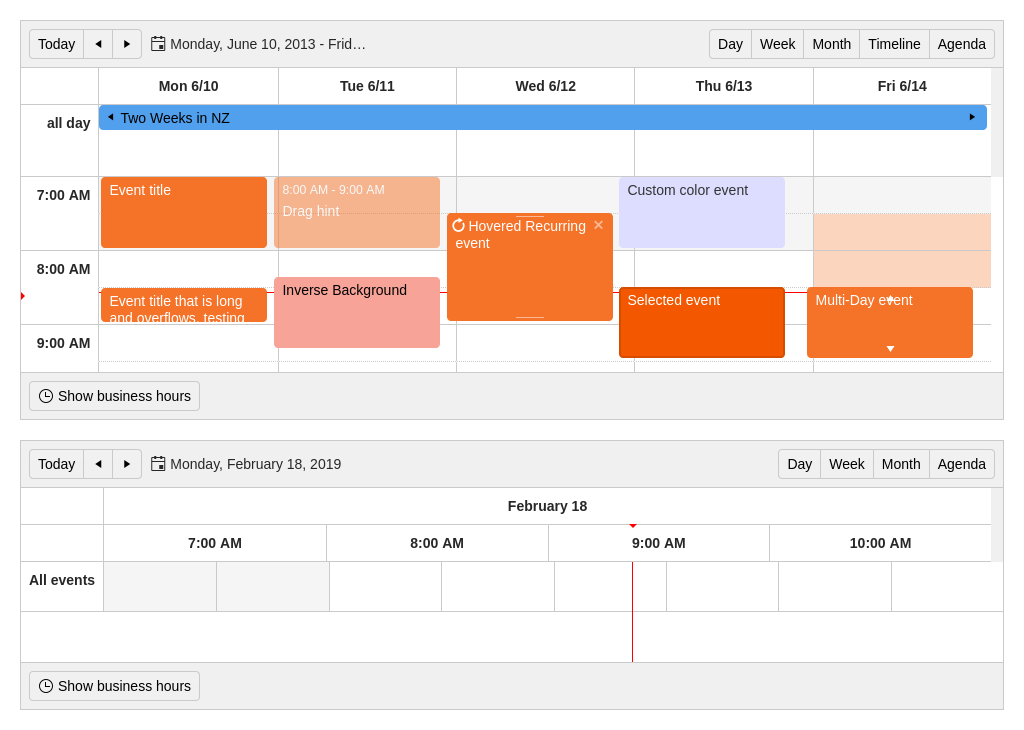 Today
Monday, June 10, 2013 - Frid…
Day Week Month Timeline Agenda
Mon 6/10 Tue 6/11 Wed 6/12 Thu 6/13 Fri 6/14
all day
Two Weeks in NZ
7:00 AM
Event title
8:00 AM - 9:00 AM
Drag hint
Custom color event
Hovered Recurring
event
8:00 AM
Inverse Background
Event title that is long
and overflows, testing
Selected event
Multi-Day event
9:00 AM
Show business hours
Today
Monday, February 18, 2019
Day Week Month Agenda
February 18
7:00 AM 8:00 AM 9:00 AM 10:00 AM
All events
Show business hours